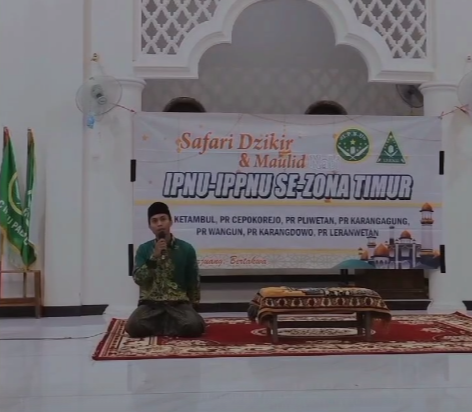 Safari Dzikir
& Maulid
IPNU-IPPNU SE-ZONA TIMUR
KETAMBUL, PR CEPOKOREJO, PR PLIWETAN, PR KARANGAGUNG,
PR WANGUN, PR KARANGDOWO, PR LERANWETAN
Bertakwa